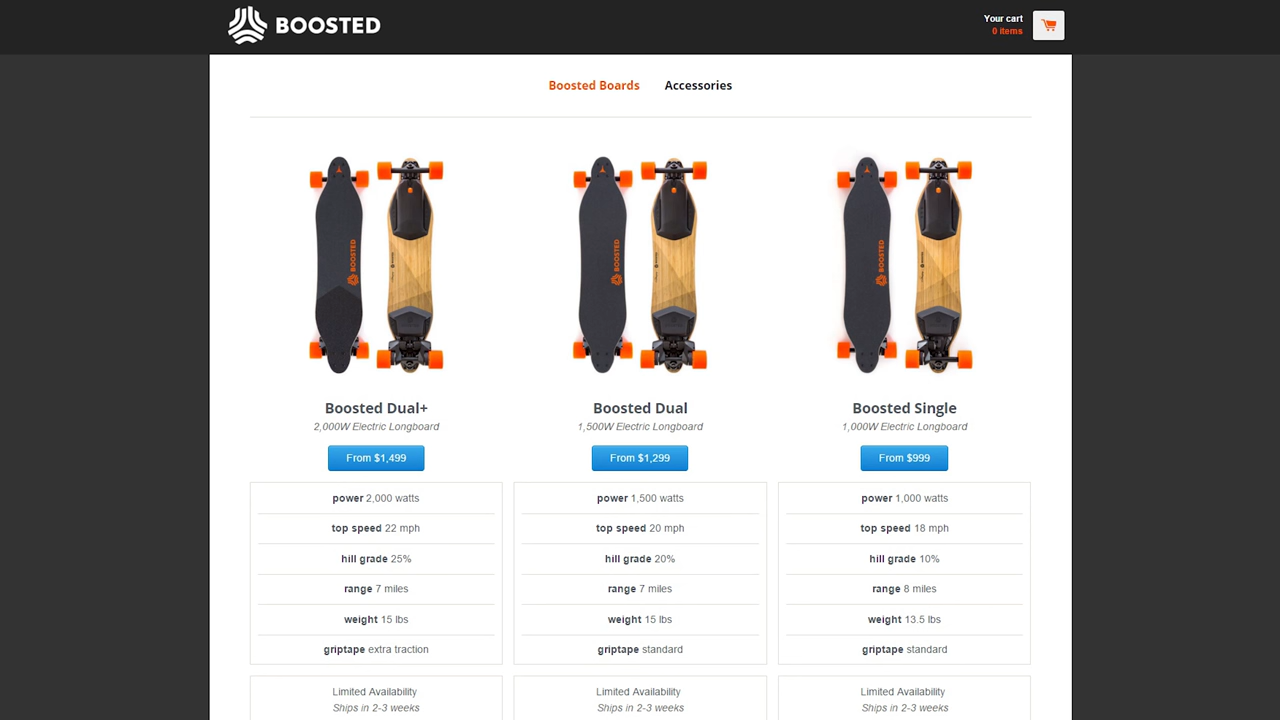 BOOSTED
Your cart
0 items
Boosted Boards
Accessories
BOOSTED
BOOSTED
BOOSTED
Boosted Dual+
2,000W Electric Longboard
From $1,499
power 2,000 watts
top speed 22 mph
hill grade 25%
range 7 miles
weight 15 lbs
griptape extra traction
Limited Availability
Ships in 2-3 weeks
Boosted Dual
1,500W Electric Longboard
From $1,299
power 1,500 watts
top speed 20 mph
hill grade 20%
range 7 miles
weight 15 lbs
griptape standard
Limited Availability
Ships in 2-3 weeks
Boosted Single
1,000W Electric Longboard
From $999
power 1,000 watts
top speed 18 mph
hill grade 10%
range 8 miles
weight 13.5 lbs
griptape standard
Limited Availability
Ships in 2-3 weeks